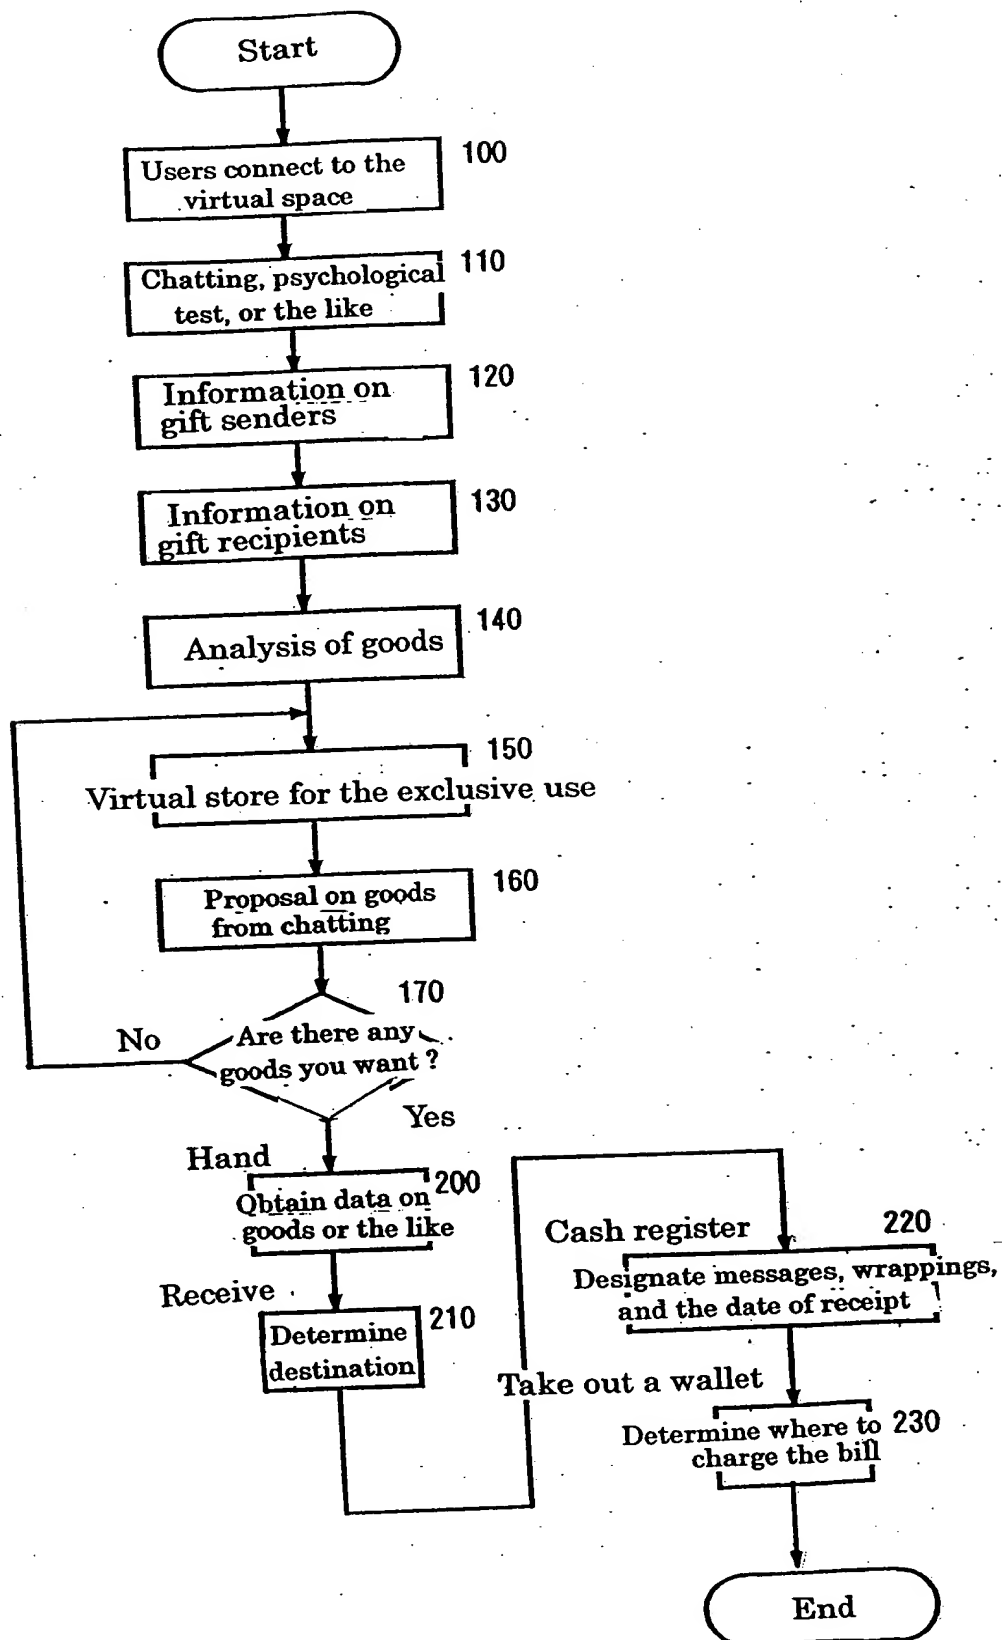 Start
100
Users connect to the
virtual space
110
Chatting, psychological
test, or the like
120
Information on
gift senders
130
Information on
gift recipients
140
Analysis of goods
150
Virtual store for the exclusive use
160
Proposal on goods
from chatting
170
No
Are there any
goods you want ?
Yes
Hand
200
Obtain data on
goods or the like
Receive
210
Determine
destination
Cash register
220
Designate messages, wrappings,
and the date of receipt
Take out a wallet
Determine where to
230
charge the bill
End